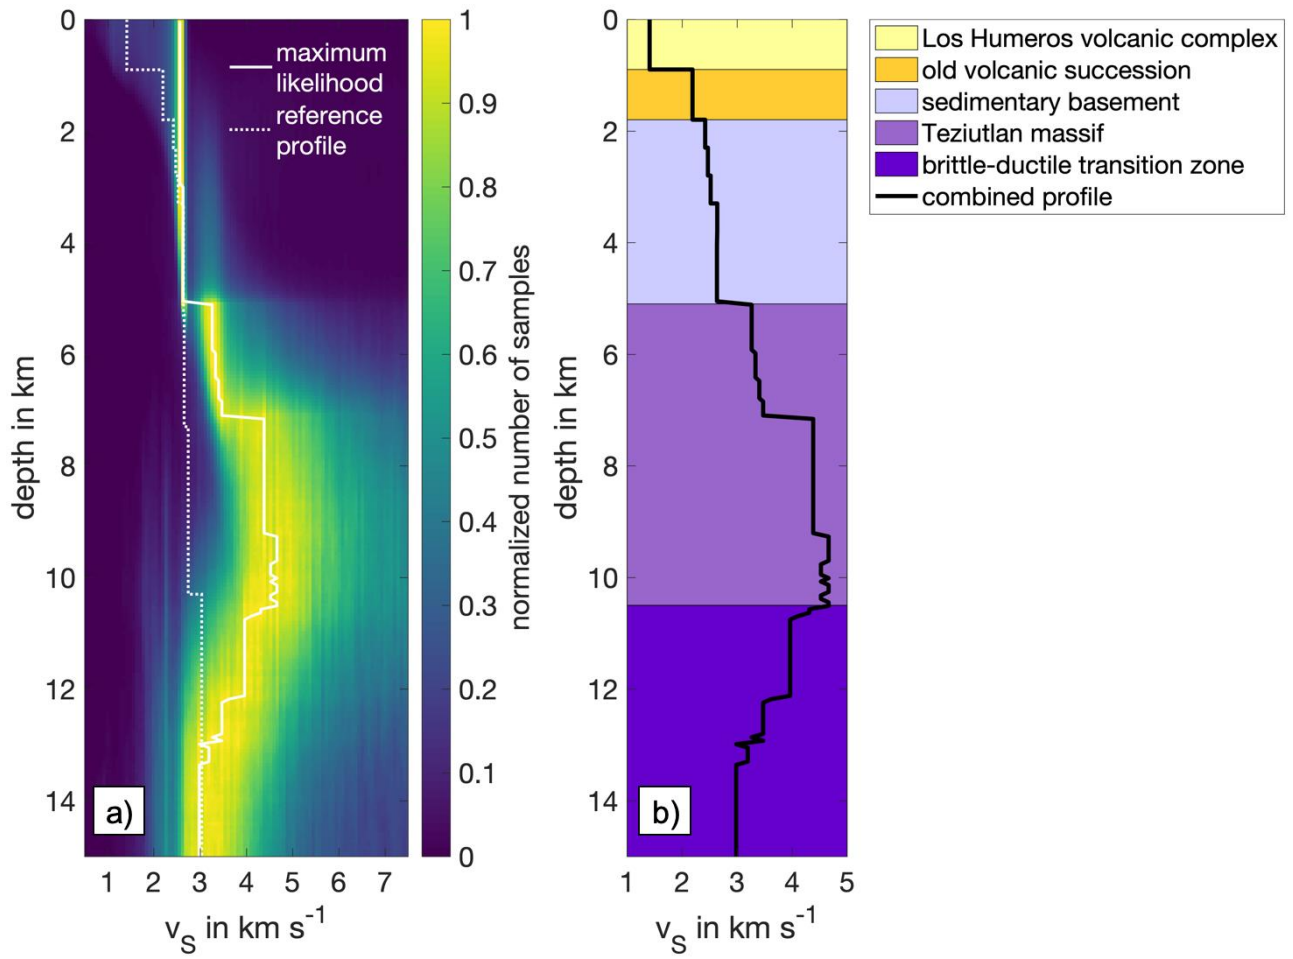 0
2
4
6
8
10
12
14
depth in km
1
2
3
4
5
6
7
v_S in km s^-1
maximum
likelihood
reference
profile
a)
1
0.9
0.8
0.7
0.6
0.5
0.4
0.3
0.2
0.1
0
normalized number of samples
0
2
4
6
8
10
12
14
depth in km
1
2
3
4
5
v_S in km s^-1
b)
Los Humeros volcanic complex
old volcanic succession
sedimentary basement
Teziutlan massif
brittle-ductile transition zone
combined profile